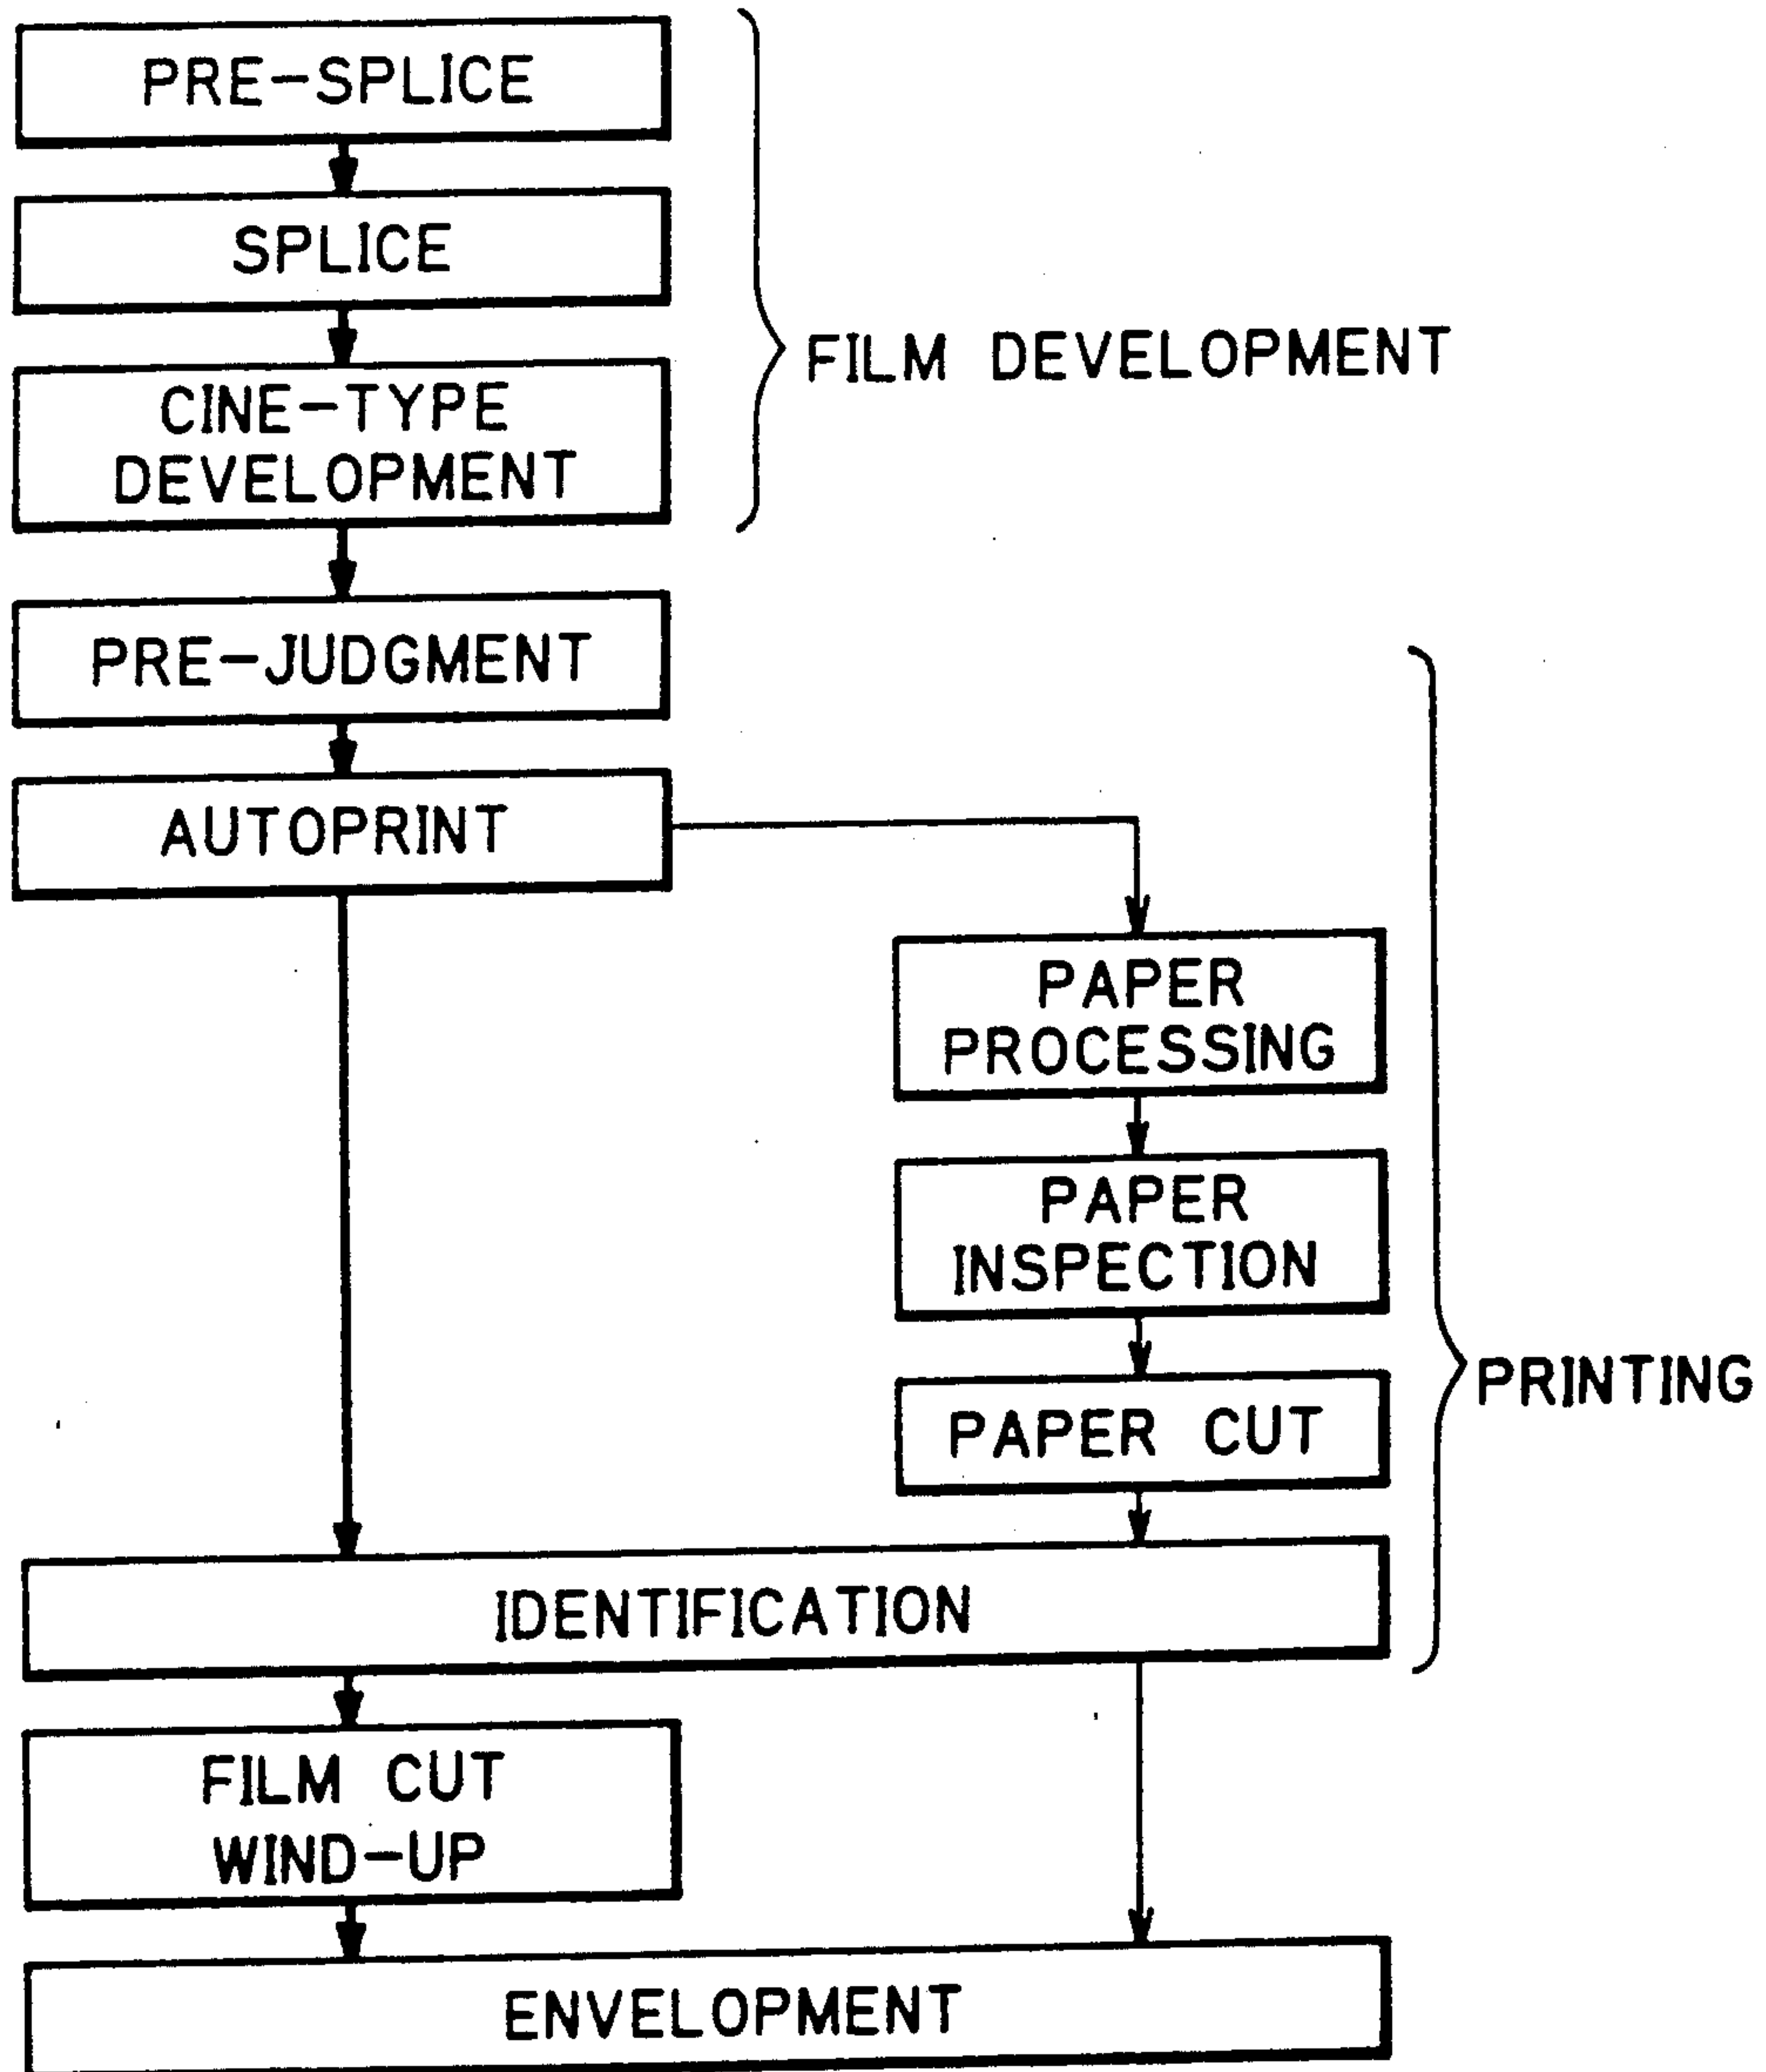 PRE-SPLICE
SPLICE
FILM DEVELOPMENT
CINE-TYPE
DEVELOPMENT
PRE-JUDGMENT
AUTOPRINT
PAPER
PROCESSING
PAPER
INSPECTION
PAPER CUT
PRINTING
IDENTIFICATION
FILM CUT
WIND-UP
ENVELOPMENT